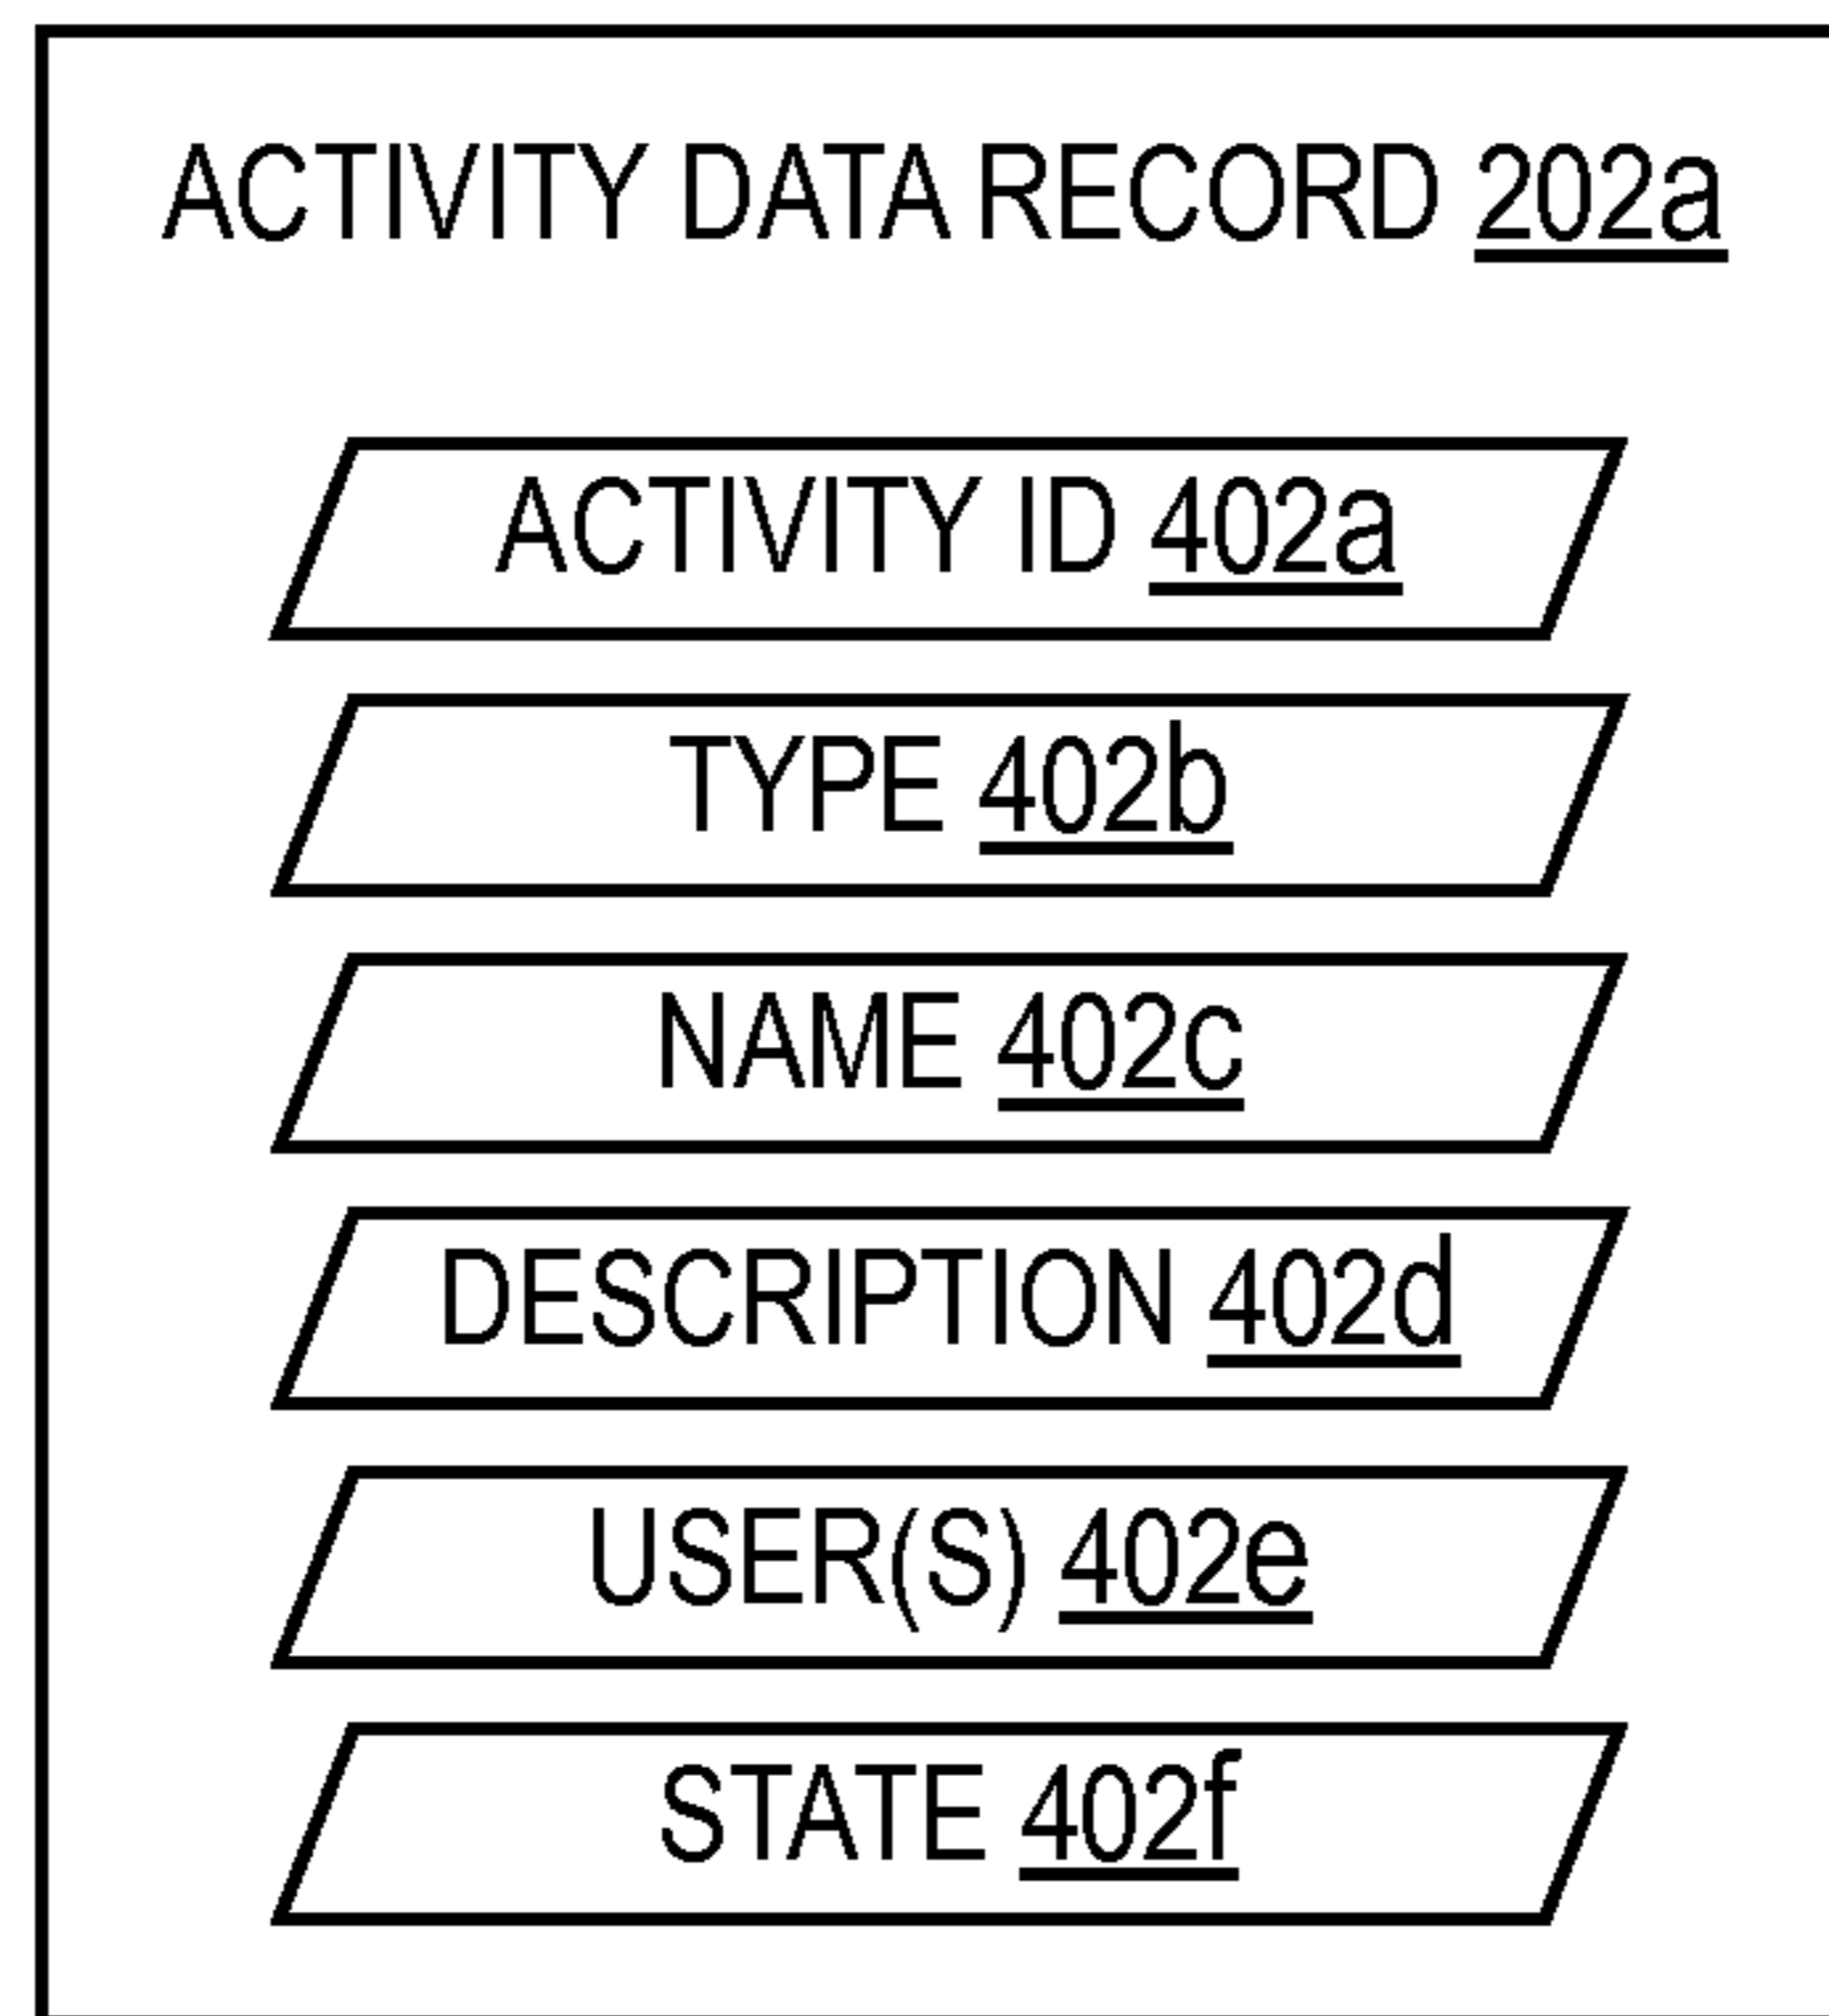 ACTIVITY DATA RECORD 202a
ACTIVITY ID 402a
TYPE 402b
NAME 402c
DESCRIPTION 402d
USER(S) 402e
STATE 402f